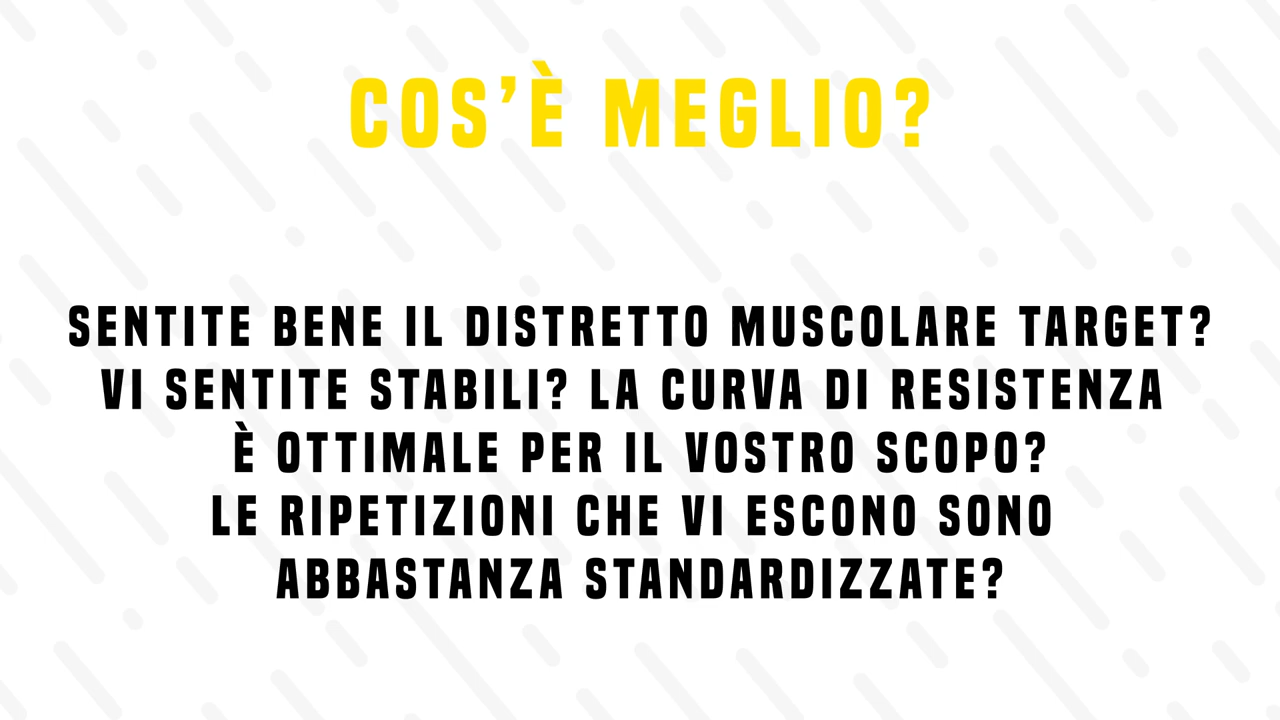 COS’È MEGLIO?
SENTITE BENE IL DISTRETTO MUSCOLARE TARGET?
VI SENTITE STABILI? LA CURVA DI RESISTENZA
È OTTIMALE PER IL VOSTRO SCOPO?
LE RIPETIZIONI CHE VI ESCONO SONO
ABBASTANZA STANDARDIZZATE?